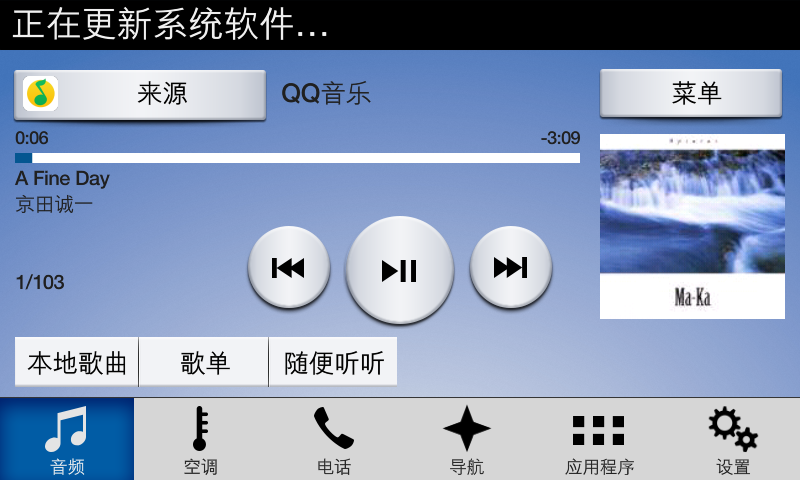 正在更新系统软件...
来源
QQ音乐
菜单
0:06
-3:09
A Fine Day
京田诚一
1/103
Ma-Ka
本地歌曲
歌单
随便听听
音频
空调
电话
导航
应用程序
设置